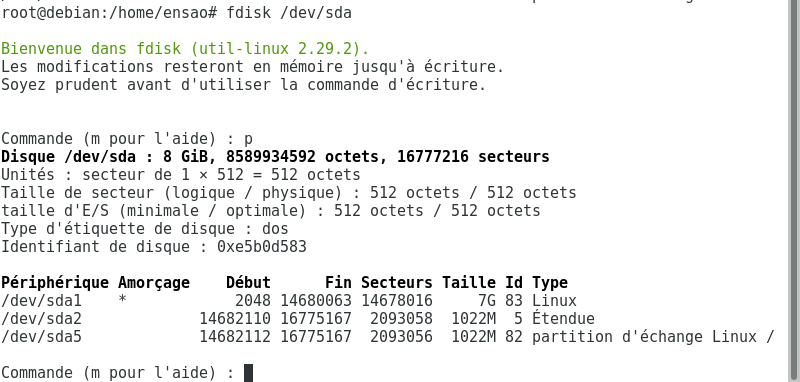 root@debian:/home/ensao# fdisk /dev/sda
Bienvenue dans fdisk (util-linux 2.29.2).
Les modifications resteront en mémoire jusqu'à écriture.
Soyez prudent avant d'utiliser la commande d'écriture.
Commande (m pour l'aide) : p
Disque /dev/sda : 8 GiB, 8589934592 octets, 16777216 secteurs
Unités : secteur de 1 × 512 = 512 octets
Taille de secteur (logique / physique) : 512 octets / 512 octets
taille d'E/S (minimale / optimale) : 512 octets / 512 octets
Type d'étiquette de disque : dos
Identifiant de disque : 0xe5b0d583
Périphérique Amorçage    Début      Fin Secteurs Taille Id Type
/dev/sda1    *            2048 14680063 14678016     7G 83 Linux
/dev/sda2             14682110 16775167  2093058  1022M  5 Étendue
/dev/sda5             14682112 16775167  2093056  1022M 82 partition d'échange Linux /
Commande (m pour l'aide) :